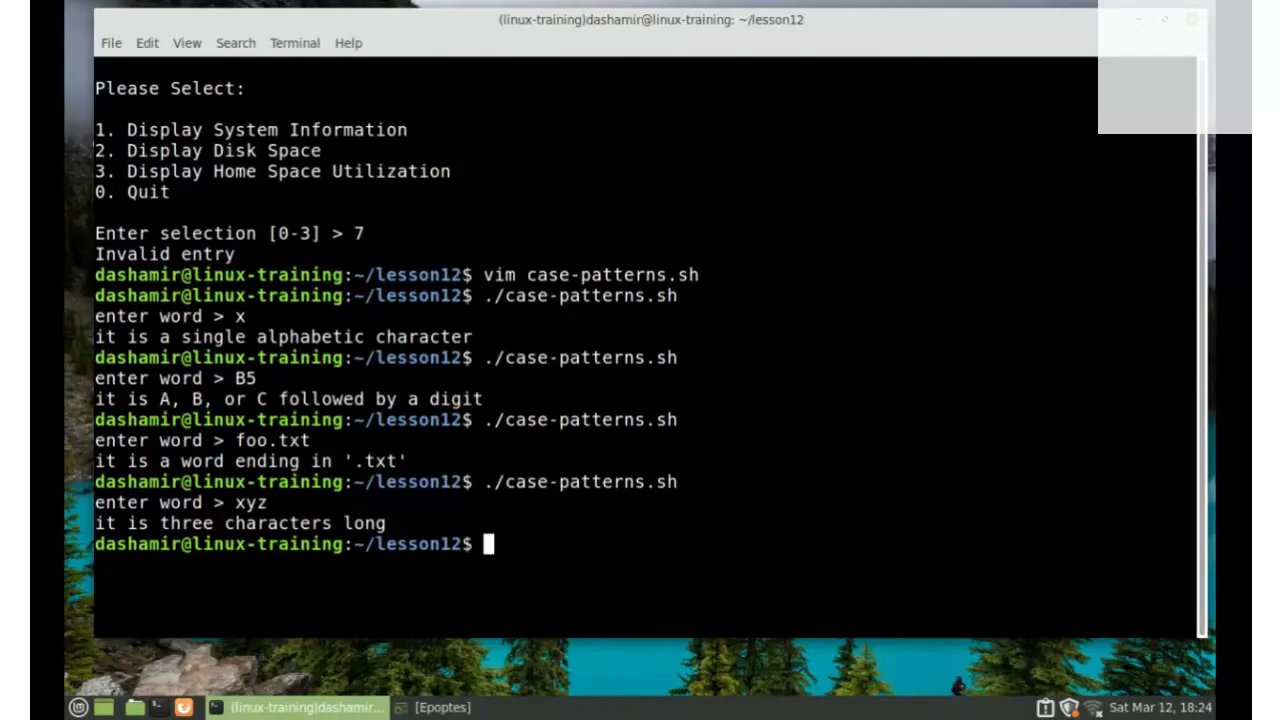 (linux-training)dashamir@linux-training: ~/lesson12
File Edit View Search Terminal Help
Please Select:
1. Display System Information
2. Display Disk Space
3. Display Home Space Utilization
0. Quit
Enter selection [0-3] > 7
Invalid entry
dashamir@linux-training:~/lesson12$ vim case-patterns.sh
dashamir@linux-training:~/lesson12$ ./case-patterns.sh
enter word > x
it is a single alphabetic character
dashamir@linux-training:~/lesson12$ ./case-patterns.sh
enter word > B5
it is A, B, or C followed by a digit
dashamir@linux-training:~/lesson12$ ./case-patterns.sh
enter word > foo.txt
it is a word ending in '.txt'
dashamir@linux-training:~/lesson12$ ./case-patterns.sh
enter word > xyz
it is three characters long
dashamir@linux-training:~/lesson12$
(linux-training)dashamir... [Epoptes] Sat Mar 12, 18:24